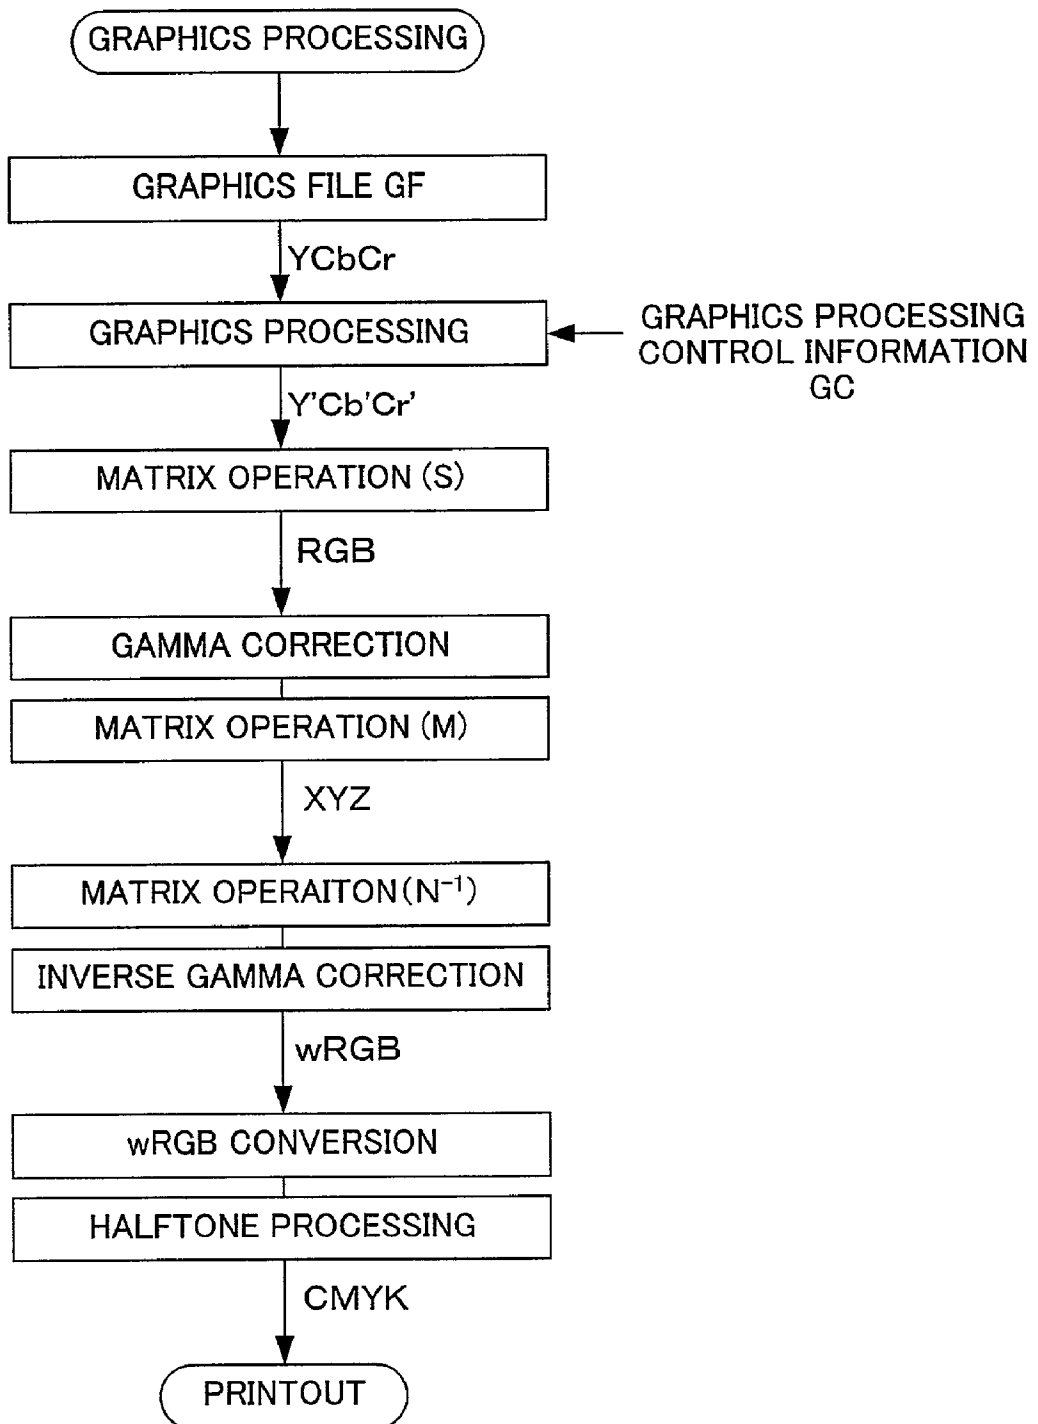 GRAPHICS PROCESSING
GRAPHICS FILE GF
YCbCr
GRAPHICS PROCESSING
GRAPHICS PROCESSING
CONTROL INFORMATION
GC
Y'Cb'Cr'
MATRIX OPERATION (S)
RGB
GAMMA CORRECTION
MATRIX OPERATION (M)
XYZ
MATRIX OPERAITON (N⁻¹)
INVERSE GAMMA CORRECTION
wRGB
wRGB CONVERSION
HALFTONE PROCESSING
CMYK
PRINTOUT